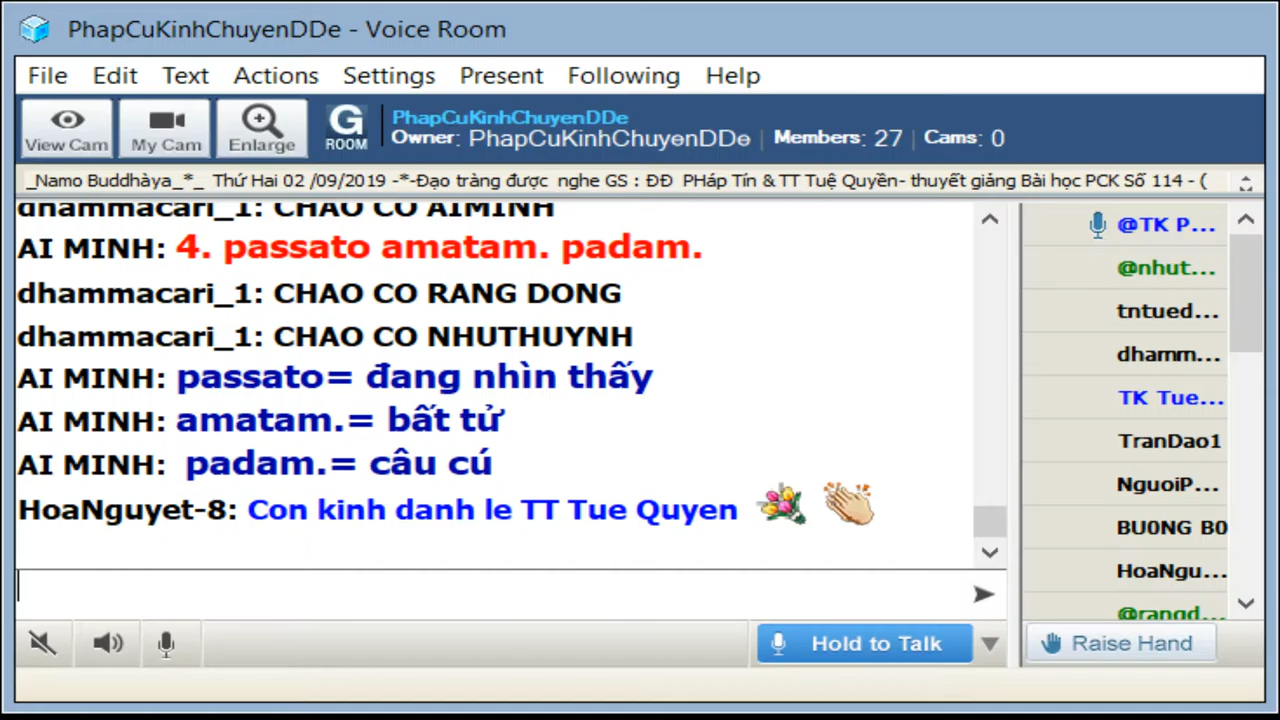 PhapCuKinhChuyenDDe - Voice Room
File Edit Text Actions Settings Present Following Help
View Cam My Cam Enlarge G ROOM
PhapCuKinhChuyenDDe
Owner: PhapCuKinhChuyenDDe | Members: 27 | Cams: 0
_Namo Buddhàya_*_ Thứ Hai 02 /09/2019 -*-Đạo tràng được nghe GS : ĐĐ PHáp Tín & TT Tuệ Quyền- thuyết giảng Bài học PCK Số 114 - (
dhammacari_1: CHAO CO AIMINH
AI MINH: 4. passato amatam. padam.
dhammacari_1: CHAO CO RANG DONG
dhammacari_1: CHAO CO NHUTHUYNH
AI MINH: passato= đang nhìn thấy
AI MINH: amatam.= bất tử
AI MINH: padam.= câu cú
HoaNguyet-8: Con kinh danh le TT Tue Quyen
@TK P...
@nhut...
tntued...
dhamm...
TK Tue...
TranDao1
NguoiP...
BU0NG B0
HoaNgu...
@rangd...
Hold to Talk
Raise Hand